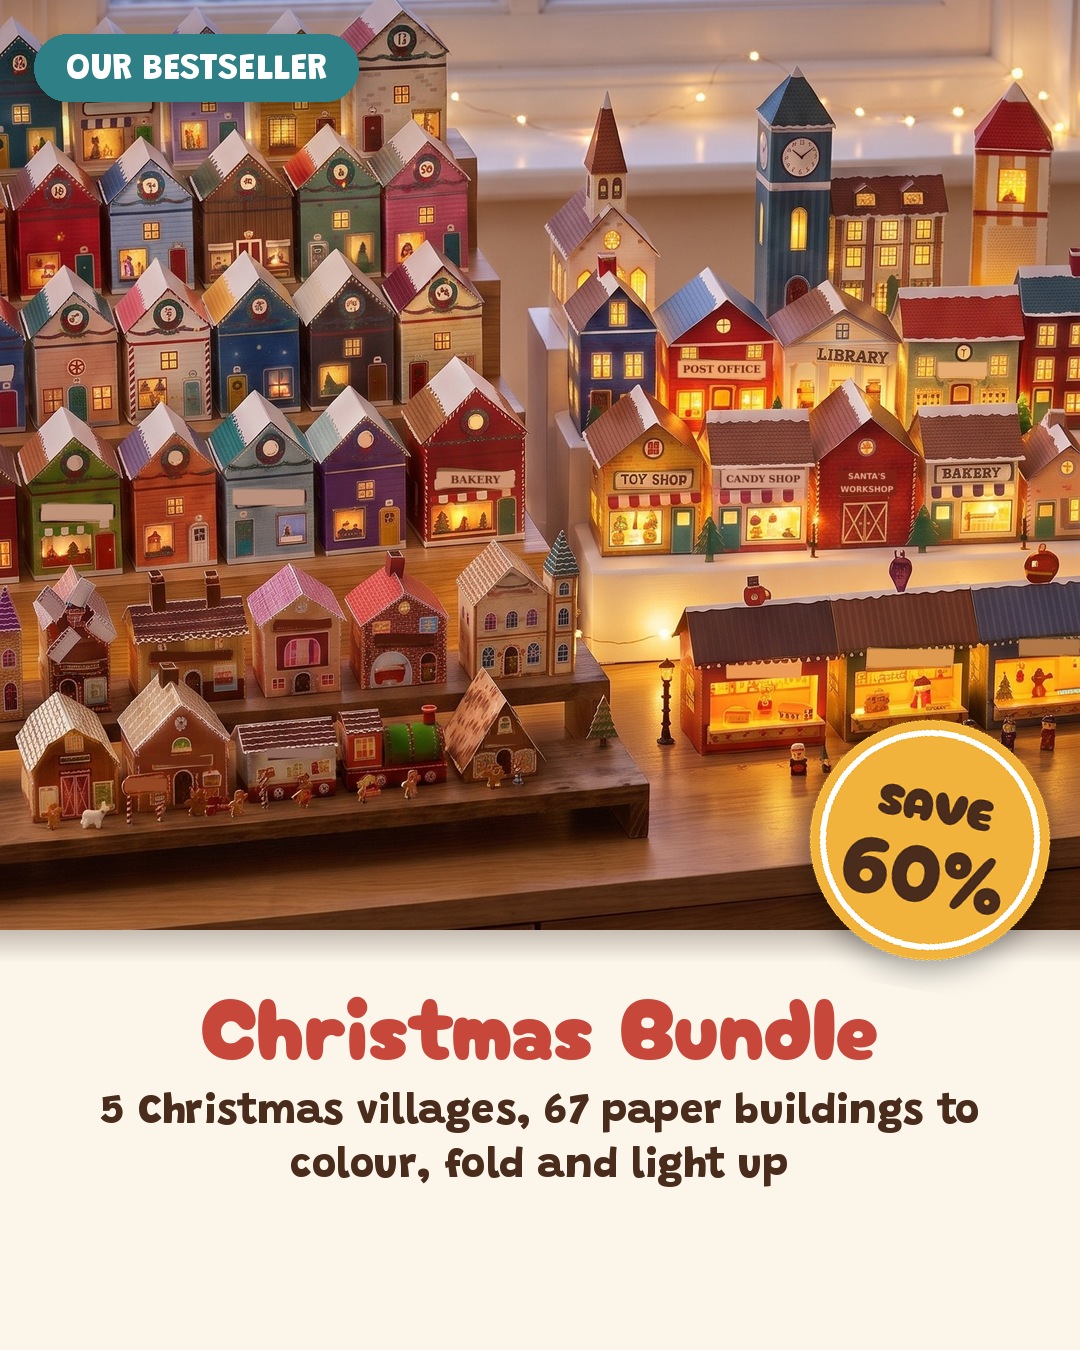 OUR BESTSELLER
13
LIBRARY
POST OFFICE
TOY SHOP
CANDY SHOP
SANTA'S
WORKSHOP
BAKERY
BAKERY
SAVE
60%
Christmas Bundle
5 Christmas villages, 67 paper buildings to
colour, fold and light up